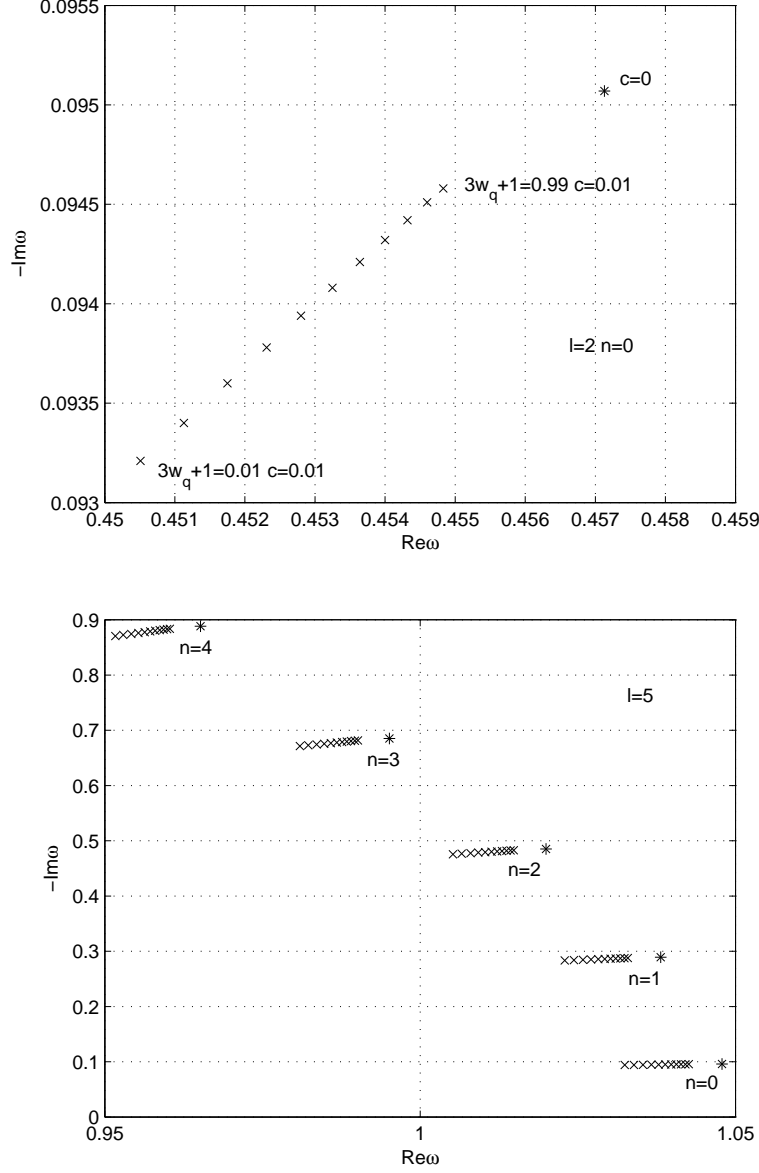 0.0955
0.095
0.0945
0.094
0.0935
0.093
−Imω
c=0
3w_q+1=0.99 c=0.01
l=2 n=0
3w_q+1=0.01 c=0.01
0.45 0.451 0.452 0.453 0.454 0.455 0.456 0.457 0.458 0.459
Reω
0.9
0.8
0.7
0.6
0.5
0.4
0.3
0.2
0.1
0
−Imω
n=4
l=5
n=3
n=2
n=1
n=0
0.95 1 1.05
Reω